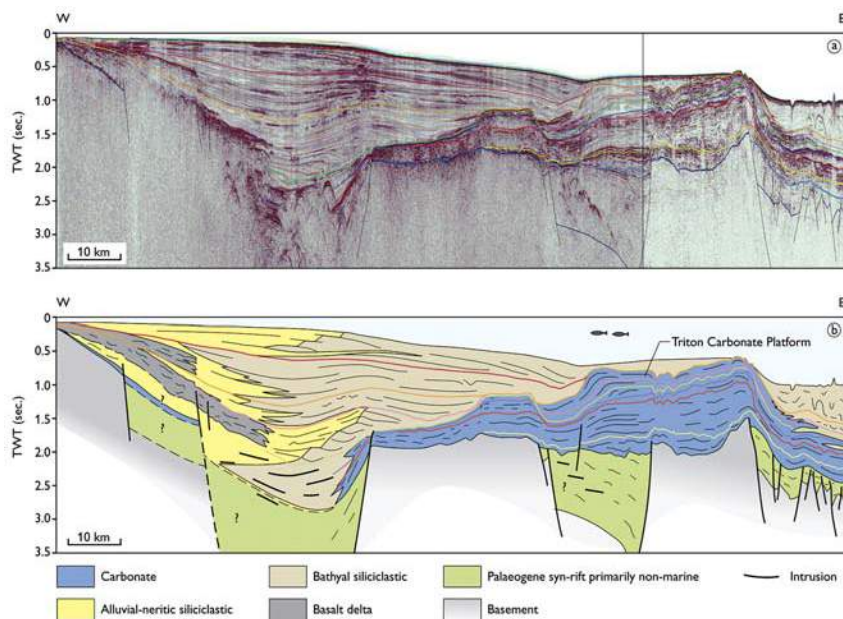 W E
ⓐ
0
0.5
1.0
1.5
2.0
2.5
3.0
3.5
TWT (sec.)
10 km
W E
ⓑ
0
0.5
1.0
1.5
2.0
2.5
3.0
3.5
TWT (sec.)
Triton Carbonate
Platform
?
?
?
?
10 km
Carbonate Bathyal siliciclastic Palaeogene syn-rift primarily non-marine Intrusion
Alluvial-neritic siliciclastic Basalt delta Basement